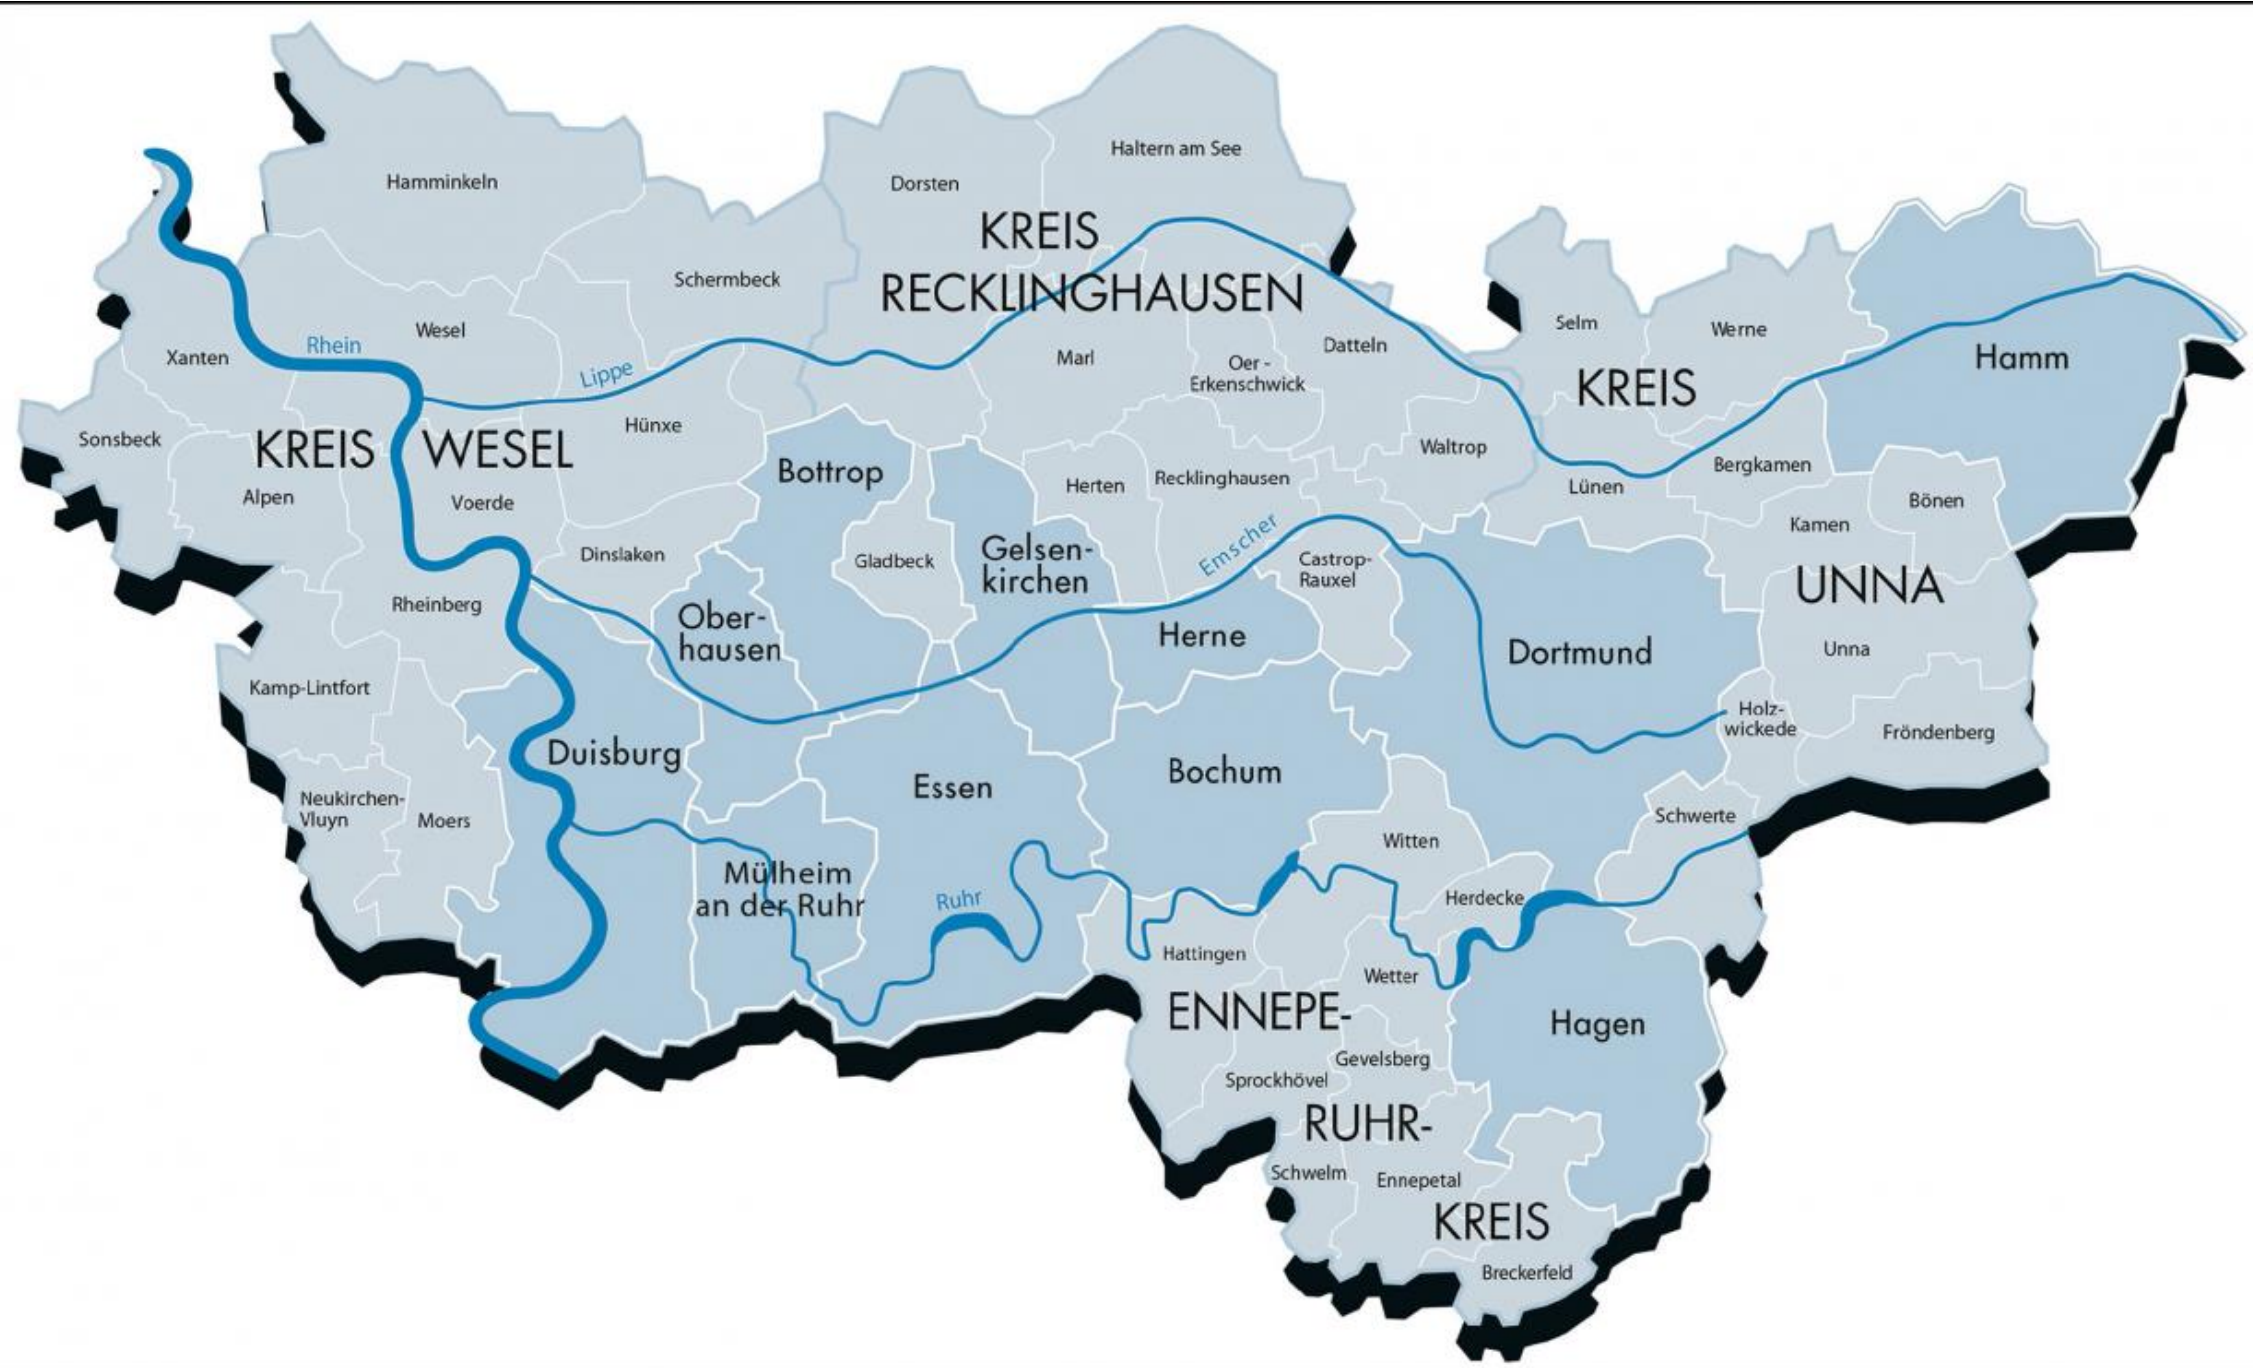 Haltern am See
Hamminkeln
Dorsten
KREIS
RECKLINGHAUSEN
Schermbeck
Selm
Werne
Wesel
Rhein
Xanten
Lippe
Marl
Oer -
Erkenschwick
Datteln
KREIS
Hamm
Sonsbeck
KREIS WESEL
Hünxe
Waltrop
Bottrop
Herten
Recklinghausen
Lünen
Bergkamen
Alpen
Voerde
Bönen
Kamen
Dinslaken
Gladbeck
Gelsen-
kirchen
Emscher
Castrop-
Rauxel
UNNA
Rheinberg
Ober-
hausen
Herne
Dortmund
Unna
Kamp-Lintfort
Holz-
wickede
Fröndenberg
Duisburg
Essen
Bochum
Neukirchen-
Vluyn
Moers
Schwerte
Witten
Mülheim
an der Ruhr
Ruhr
Herdecke
Hattingen
Wetter
ENNEPE-
Hagen
Gevelsberg
Sprockhövel
RUHR-
Schwelm
Ennepetal
KREIS
Breckerfeld